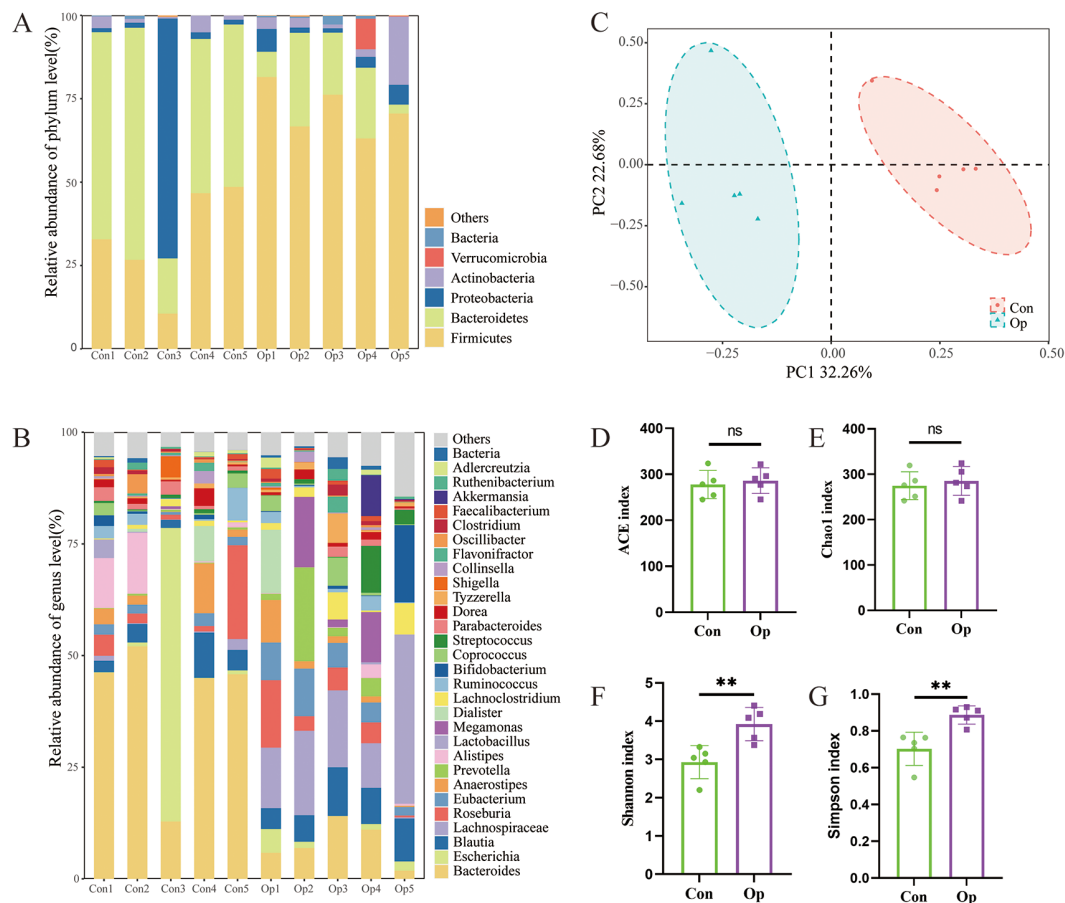 A
Relative abundance of phylum level(%)
100
75
50
25
0
Con1 Con2 Con3 Con4 Con5 Op1 Op2 Op3 Op4 Op5
Others
Bacteria
Verrucomicrobia
Actinobacteria
Proteobacteria
Bacteroidetes
Firmicutes
C
PC2 22.68%
0.50
0.25
0.00
−0.25
−0.50
−0.25 0.00 0.25 0.50
PC1 32.26%
Con
Op
B
Relative abundance of genus level(%)
100
75
50
25
0
Con1 Con2 Con3 Con4 Con5 Op1 Op2 Op3 Op4 Op5
Others
Bacteria
Adlercreutzia
Ruthenibacterium
Akkermansia
Faecalibacterium
Clostridium
Oscillibacter
Flavonifractor
Collinsella
Shigella
Tyzzerella
Dorea
Parabacteroides
Streptococcus
Coprococcus
Bifidobacterium
Ruminococcus
Lachnoclostridium
Dialister
Megamonas
Lactobacillus
Alistipes
Prevotella
Anaerostipes
Eubacterium
Roseburia
Lachnospiraceae
Blautia
Escherichia
Bacteroides
D
ACE index
400
300
200
100
0
ns
Con Op
E
Chao1 index
400
300
200
100
0
ns
Con Op
F
Shannon index
5
4
3
2
1
0
**
Con Op
G
Simpson index
1.0
0.8
0.6
0.4
0.2
0.0
**
Con Op